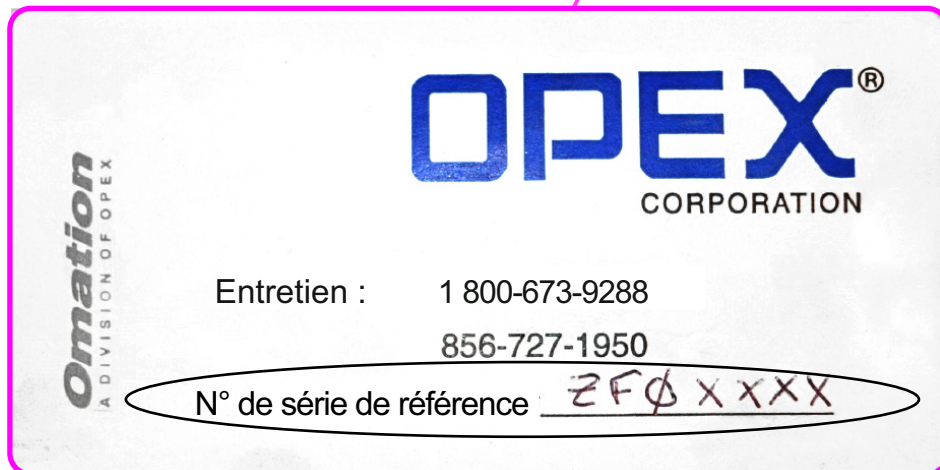 OPEX®
CORPORATION
Omation
A DIVISION OF OPEX
Entretien : 1 800-673-9288
856-727-1950
N° de série de référence ZFØXXXX